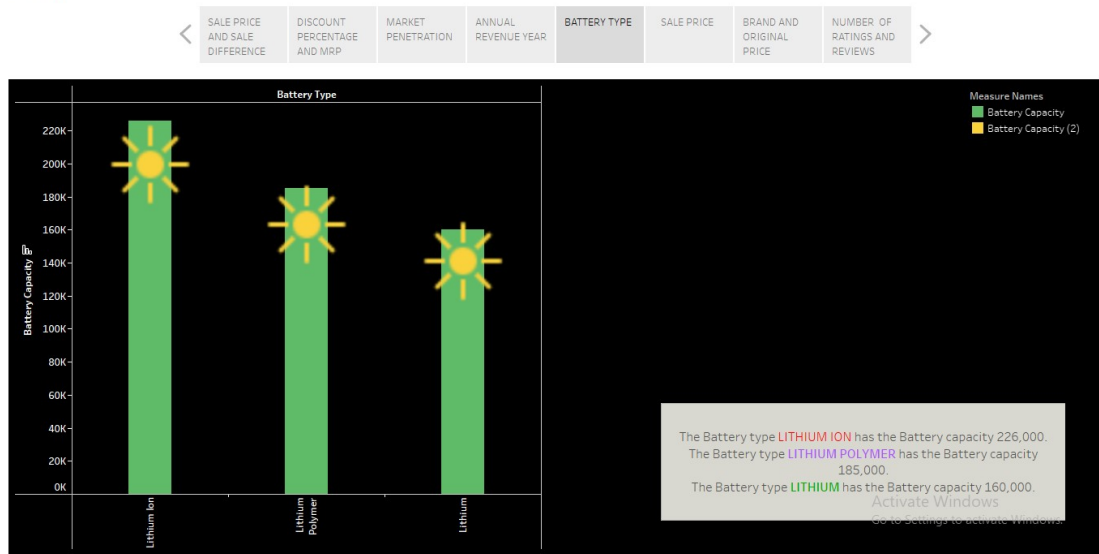 SALE PRICE
AND SALE
DIFFERENCE
DISCOUNT
PERCENTAGE
AND MRP
MARKET
PENETRATION
ANNUAL
REVENUE YEAR
BATTERY TYPE
SALE PRICE
BRAND AND
ORIGINAL
PRICE
NUMBER OF
RATINGS AND
REVIEWS
Battery Type
Measure Names
Battery Capacity
Battery Capacity (2)
Battery Capacity
220K
200K
180K
160K
140K
120K
100K
80K
60K
40K
20K
0K
Lithium Ion
Lithium
Polymer
Lithium
The Battery type LITHIUM ION has the Battery capacity 226,000.
The Battery type LITHIUM POLYMER has the Battery capacity
185,000.
The Battery type LITHIUM has the Battery capacity 160,000.
Activate Windows
Go to Settings to activate Windows.